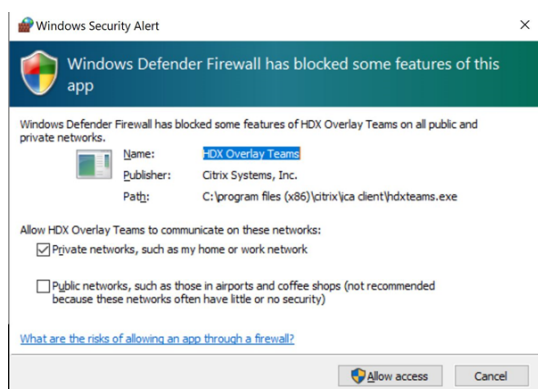 Windows Security Alert
Windows Defender Firewall has blocked some features of this
app
Windows Defender Firewall has blocked some features of HDX Overlay Teams on all public and
private networks.
Name: HDX Overlay Teams
Publisher: Citrix Systems, Inc.
Path: C:\program files (x86)\citrix\ica client\hdxteams.exe
Allow HDX Overlay Teams to communicate on these networks:
Private networks, such as my home or work network
Public networks, such as those in airports and coffee shops (not recommended
because these networks often have little or no security)
What are the risks of allowing an app through a firewall?
Allow access Cancel